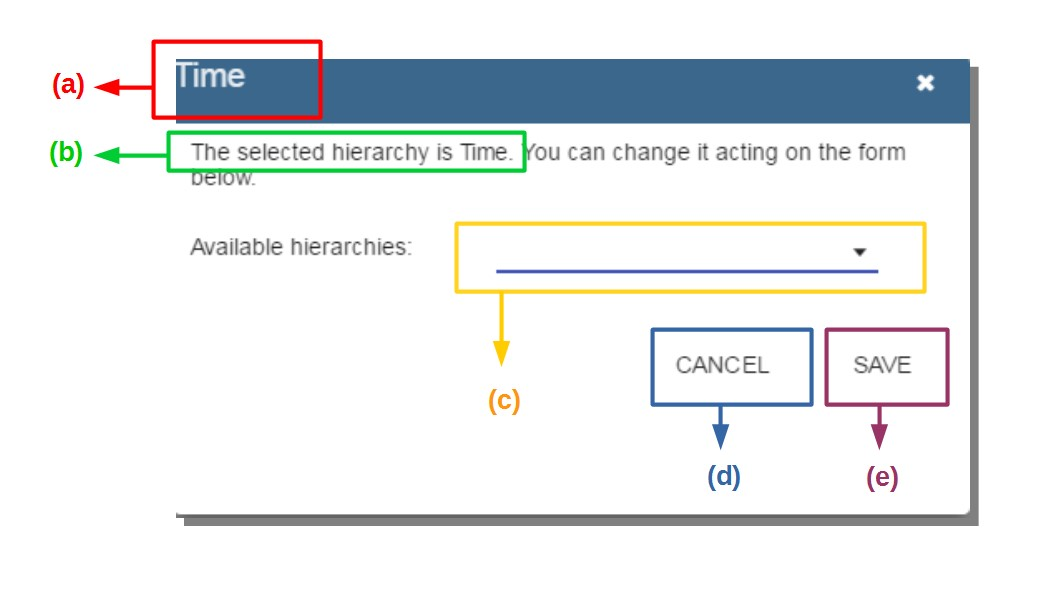 (a)
Time
✖
(b)
The selected hierarchy is Time. You can change it acting on the form
below.
Available hierarchies:
(c)
CANCEL
SAVE
(d)
(e)